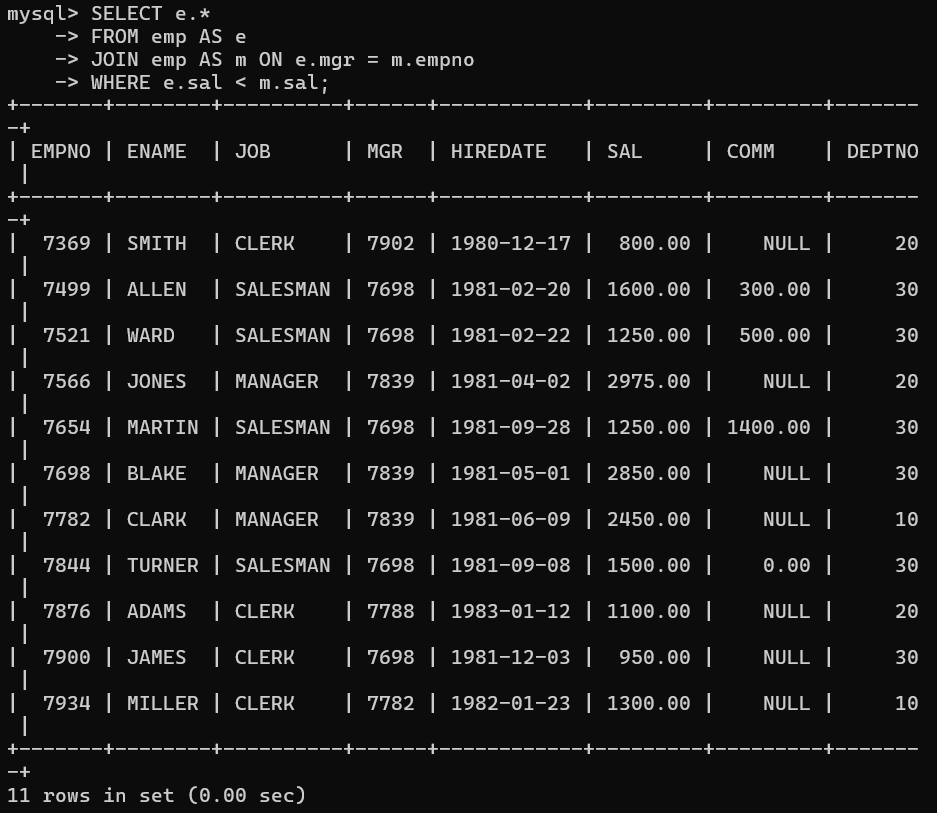 mysql> SELECT e.*
    -> FROM emp AS e
    -> JOIN emp AS m ON e.mgr = m.empno
    -> WHERE e.sal < m.sal;
+-------+--------+----------+------+------------+---------+---------+-------
-+
| EMPNO | ENAME  | JOB      | MGR  | HIREDATE   | SAL     | COMM    | DEPTNO
 |
+-------+--------+----------+------+------------+---------+---------+-------
-+
|  7369 | SMITH  | CLERK    | 7902 | 1980-12-17 |  800.00 |    NULL |     20
 |
|  7499 | ALLEN  | SALESMAN | 7698 | 1981-02-20 | 1600.00 |  300.00 |     30
 |
|  7521 | WARD   | SALESMAN | 7698 | 1981-02-22 | 1250.00 |  500.00 |     30
 |
|  7566 | JONES  | MANAGER  | 7839 | 1981-04-02 | 2975.00 |    NULL |     20
 |
|  7654 | MARTIN | SALESMAN | 7698 | 1981-09-28 | 1250.00 | 1400.00 |     30
 |
|  7698 | BLAKE  | MANAGER  | 7839 | 1981-05-01 | 2850.00 |    NULL |     30
 |
|  7782 | CLARK  | MANAGER  | 7839 | 1981-06-09 | 2450.00 |    NULL |     10
 |
|  7844 | TURNER | SALESMAN | 7698 | 1981-09-08 | 1500.00 |    0.00 |     30
 |
|  7876 | ADAMS  | CLERK    | 7788 | 1983-01-12 | 1100.00 |    NULL |     20
 |
|  7900 | JAMES  | CLERK    | 7698 | 1981-12-03 |  950.00 |    NULL |     30
 |
|  7934 | MILLER | CLERK    | 7782 | 1982-01-23 | 1300.00 |    NULL |     10
 |
+-------+--------+----------+------+------------+---------+---------+-------
-+
11 rows in set (0.00 sec)